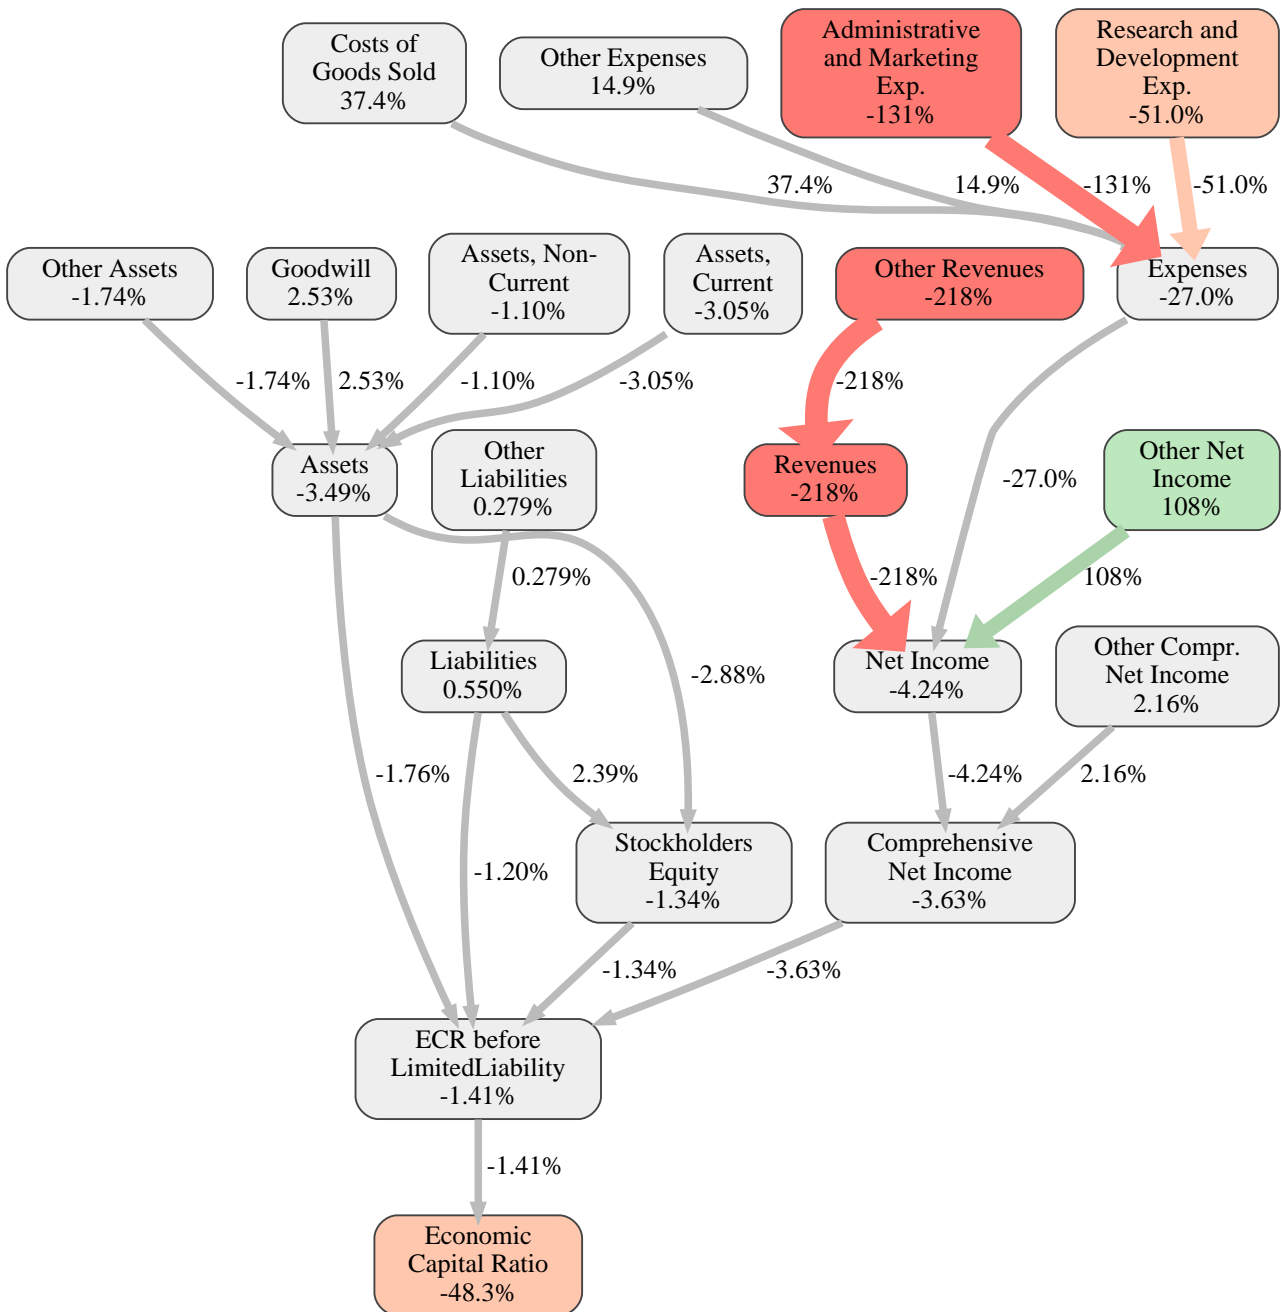 Costs of
Goods Sold
37.4%
Other Expenses
14.9%
Administrative
and Marketing
Exp.
-131%
Research and
Development
Exp.
-51.0%
37.4%
14.9%
-131%
-51.0%
Other Assets
-1.74%
Goodwill
2.53%
Assets, Non-
Current
-1.10%
Assets,
Current
-3.05%
Other Revenues
-218%
Expenses
-27.0%
-1.74%
2.53%
-1.10%
-3.05%
-218%
Assets
-3.49%
Other
Liabilities
0.279%
Revenues
-218%
-27.0%
Other Net
Income
108%
0.279%
-218%
108%
Liabilities
0.550%
-2.88%
Net Income
-4.24%
Other Compr.
Net Income
2.16%
-1.76%
2.39%
-4.24%
2.16%
-1.20%
Stockholders
Equity
-1.34%
Comprehensive
Net Income
-3.63%
-1.34%
-3.63%
ECR before
LimitedLiability
-1.41%
-1.41%
Economic
Capital Ratio
-48.3%